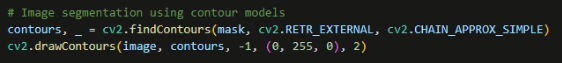 # Image segmentation using contour models
contours, _ = cv2.findContours(mask, cv2.RETR_EXTERNAL, cv2.CHAIN_APPROX_SIMPLE)
cv2.drawContours(image, contours, -1, (0, 255, 0), 2)